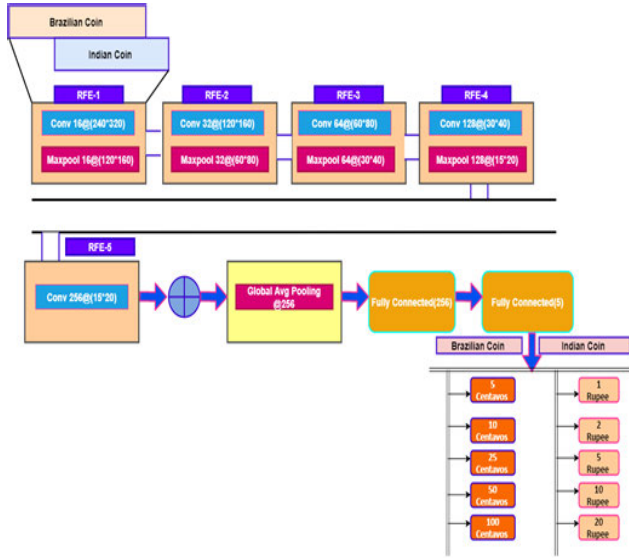 Brazilian Coin
Indian Coin
RFE-1
RFE-2
RFE-3
RFE-4
Conv 16@(240*320)
Conv 32@(120*160)
Conv 64@(60*80)
Conv 128@(30*40)
Maxpool 16@(120*160)
Maxpool 32@(60*80)
Maxpool 64@(30*40)
Maxpool 128@(15*20)
RFE-5
Conv 256@(15*20)
Global Avg Pooling
@256
Fully Connected(256)
Fully Connected(5)
Brazilian Coin
Indian Coin
5
Centavos
1
Rupee
10
Centavos
2
Rupee
25
Centavos
5
Rupee
50
Centavos
10
Rupee
100
Centavos
20
Rupee